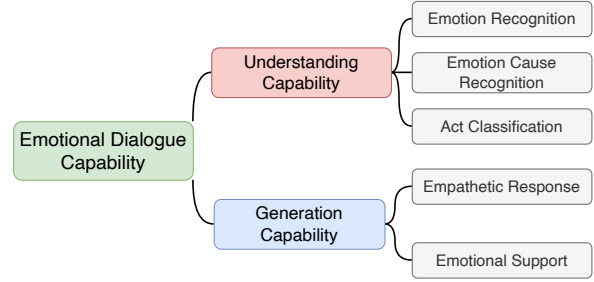 Emotional Dialogue
Capability
Understanding
Capability
Emotion Recognition
Emotion Cause
Recognition
Act Classification
Generation
Capability
Empathetic Response
Emotional Support